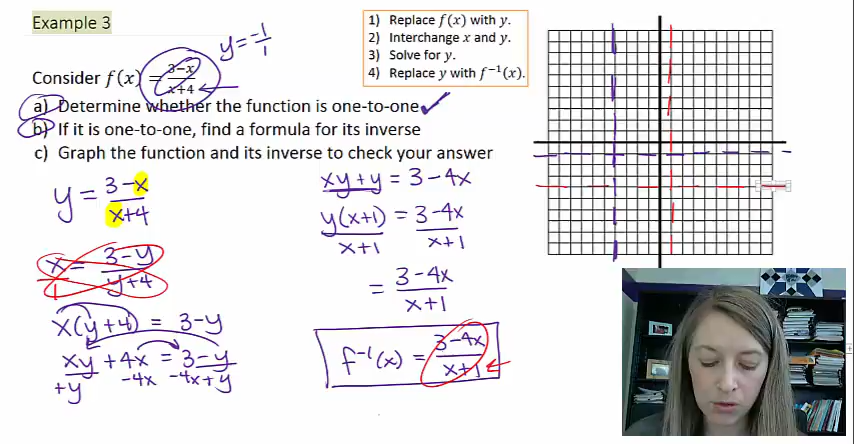 Example 3
y = -1/1
1) Replace f(x) with y.
2) Interchange x and y.
3) Solve for y.
4) Replace y with f⁻¹(x).
Consider f(x) = (3−x)/(x+4)
a) Determine whether the function is one-to-one ✓
b) If it is one-to-one, find a formula for its inverse
c) Graph the function and its inverse to check your answer
y = (3-x)/(x+4)
x/1 = (3-y)/(y+4)
x(y+4) = 3-y
xy + 4x = 3 - y
+y -4x -4x + y
xy + y = 3 - 4x
y(x+1)/(x+1) = (3-4x)/(x+1)
= (3-4x)/(x+1)
f⁻¹(x) = (3-4x)/(x+1)